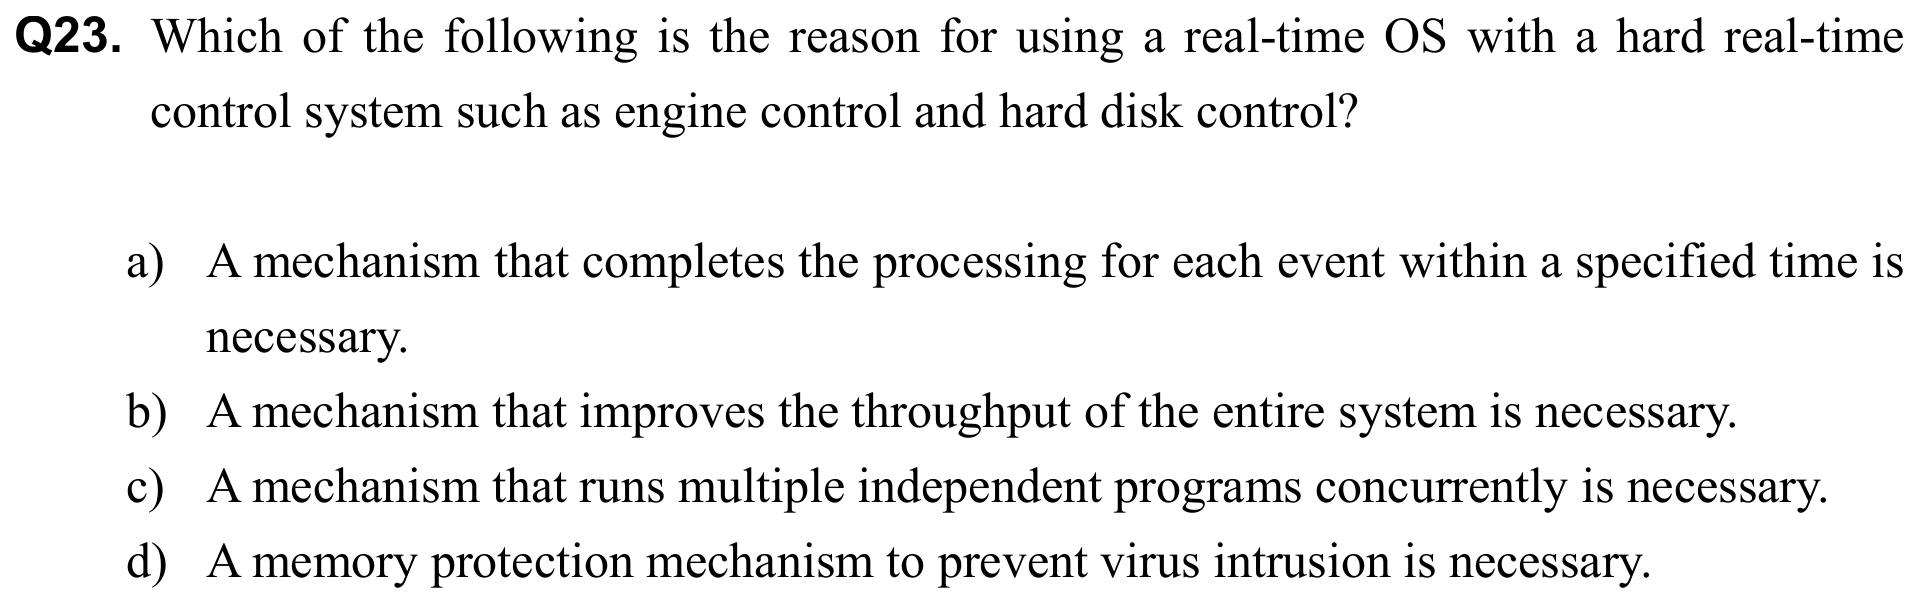 Q23. Which of the following is the reason for using a real-time OS with a hard real-time
control system such as engine control and hard disk control?
a) A mechanism that completes the processing for each event within a specified time is
necessary.
b) A mechanism that improves the throughput of the entire system is necessary.
c) A mechanism that runs multiple independent programs concurrently is necessary.
d) A memory protection mechanism to prevent virus intrusion is necessary.